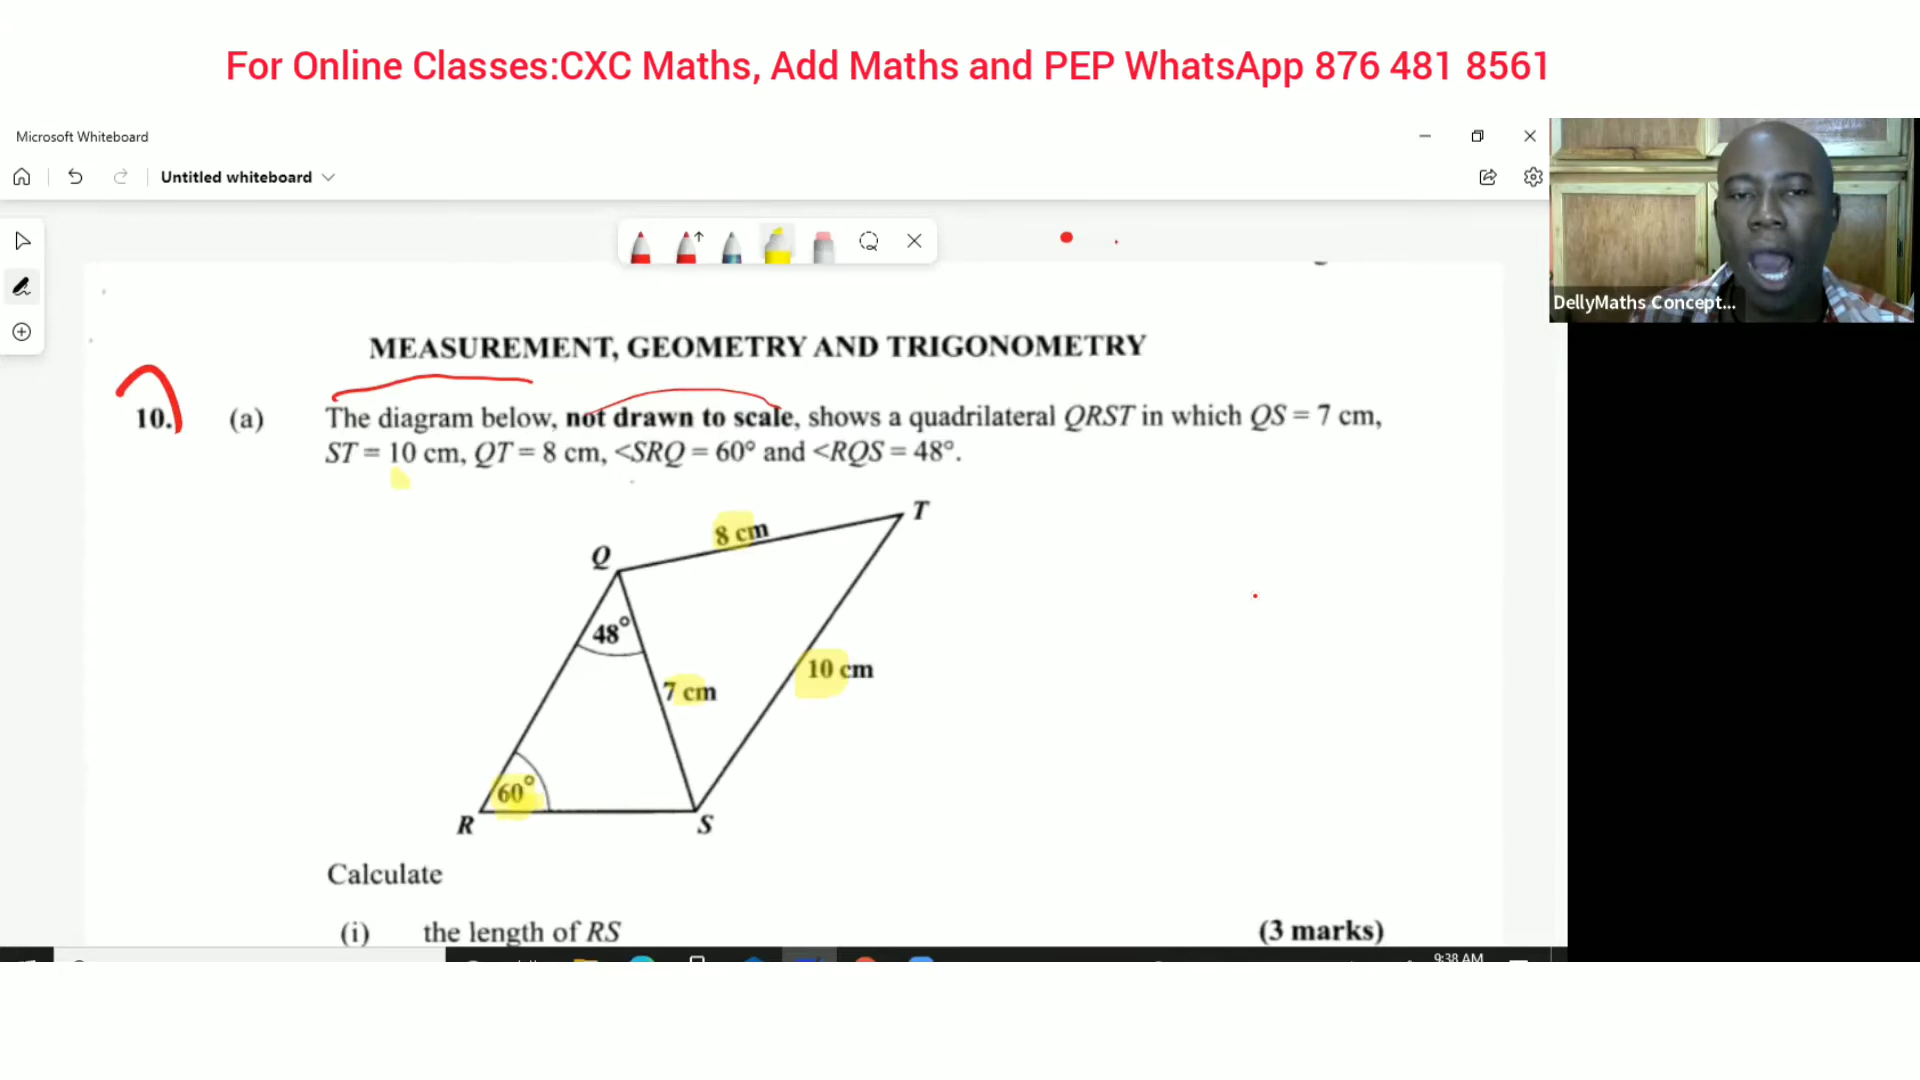 For Online Classes:CXC Maths, Add Maths and PEP WhatsApp 876 481 8561
Microsoft Whiteboard
Untitled whiteboard
DellyMaths Concept...
MEASUREMENT, GEOMETRY AND TRIGONOMETRY
10. (a) The diagram below, not drawn to scale, shows a quadrilateral QRST in which QS = 7 cm,
ST = 10 cm, QT = 8 cm, <SRQ = 60° and <RQS = 48°.
T
8 cm
Q
48°
10 cm
7 cm
60°
R
S
Calculate
(i) the length of RS (3 marks)
9:38 AM